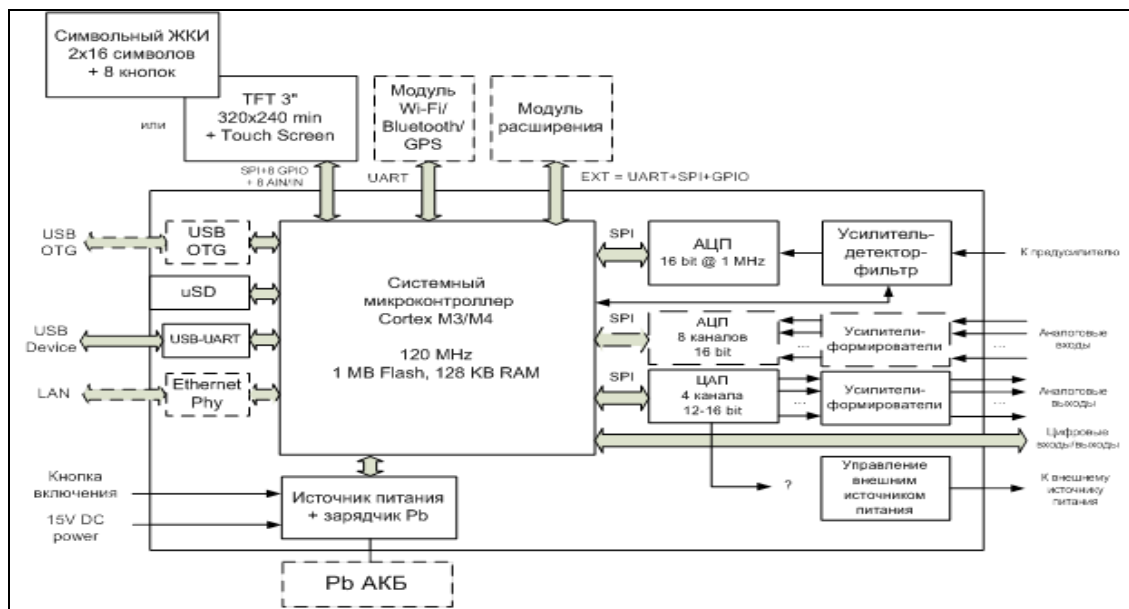 Символьный ЖКИ
2x16 символов
+ 8 кнопок
или
TFT 3"
320x240 min
+ Touch Screen
Модуль
Wi-Fi/
Bluetooth/
GPS
Модуль
расширения
SPI+8 GPIO
+ 8 AIN/IN
UART
EXT = UART+SPI+GPIO
USB
OTG
USB
OTG
uSD
USB
Device
USB-UART
LAN
Ethernet
Phy
Системный
микроконтроллер
Cortex M3/M4
120 MHz
1 MB Flash, 128 KB RAM
SPI
АЦП
16 bit @ 1 MHz
Усилитель-
детектор-
фильтр
К предусилителю
SPI
АЦП
8 каналов
16 bit
...
Усилители-
формирователи
...
Аналоговые
входы
SPI
ЦАП
4 канала
12-16 bit
...
Усилители-
формирователи
...
Аналоговые
выходы
Цифровые
входы/выходы
?
Управление
внешним
источником
питания
К внешнему
источнику
питания
Кнопка
включения
15V DC
power
Источник питания
+ зарядчик Pb
Pb АКБ